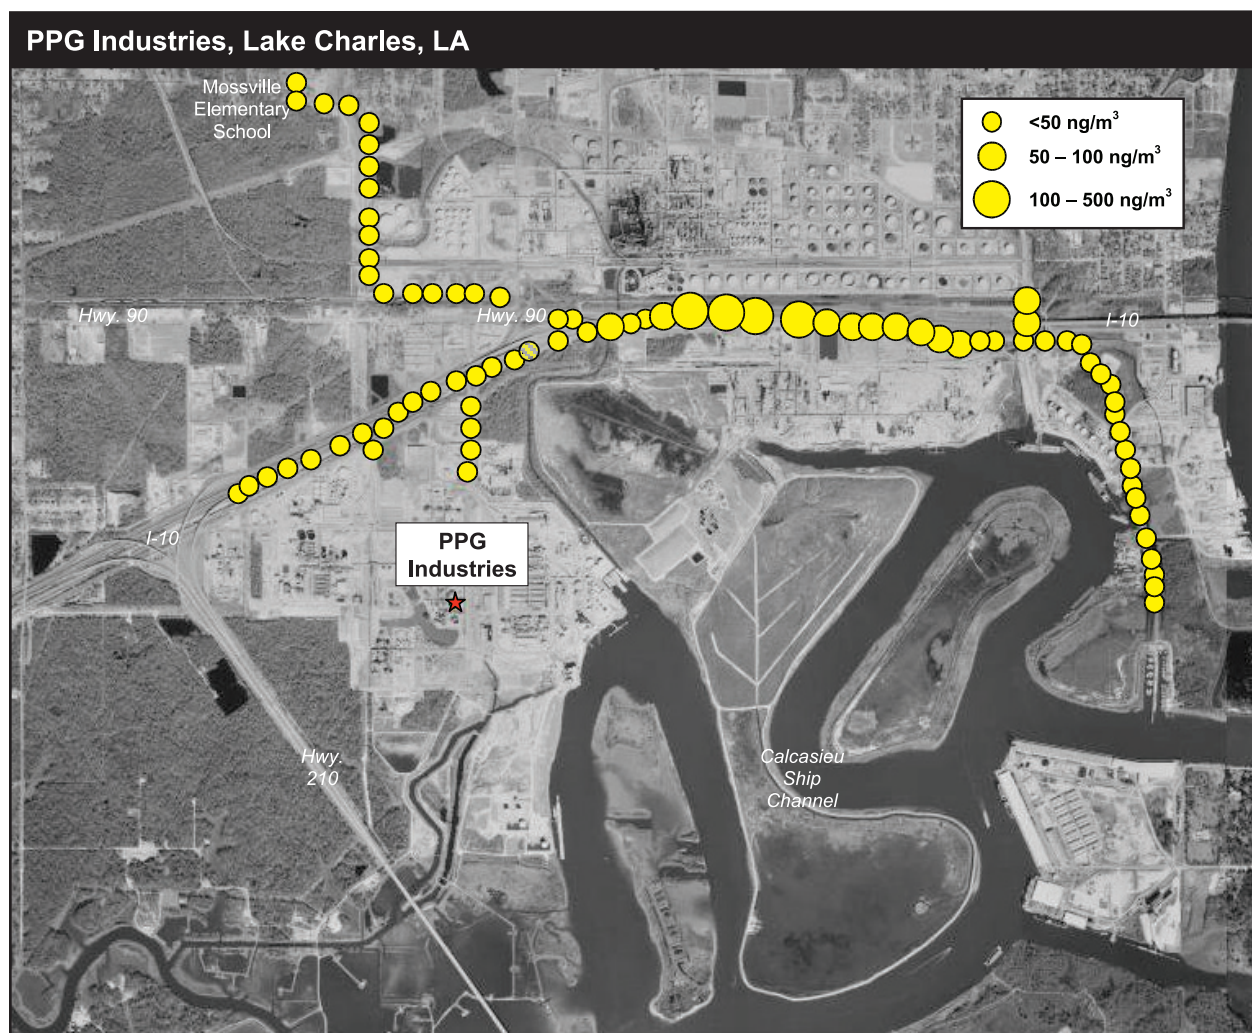 PPG Industries, Lake Charles, LA
Mossville
Elementary
School
<50 ng/m³
50 – 100 ng/m³
100 – 500 ng/m³
Hwy. 90
Hwy. 90
I-10
I-10
PPG
Industries
Hwy.
210
Calcasieu
Ship
Channel